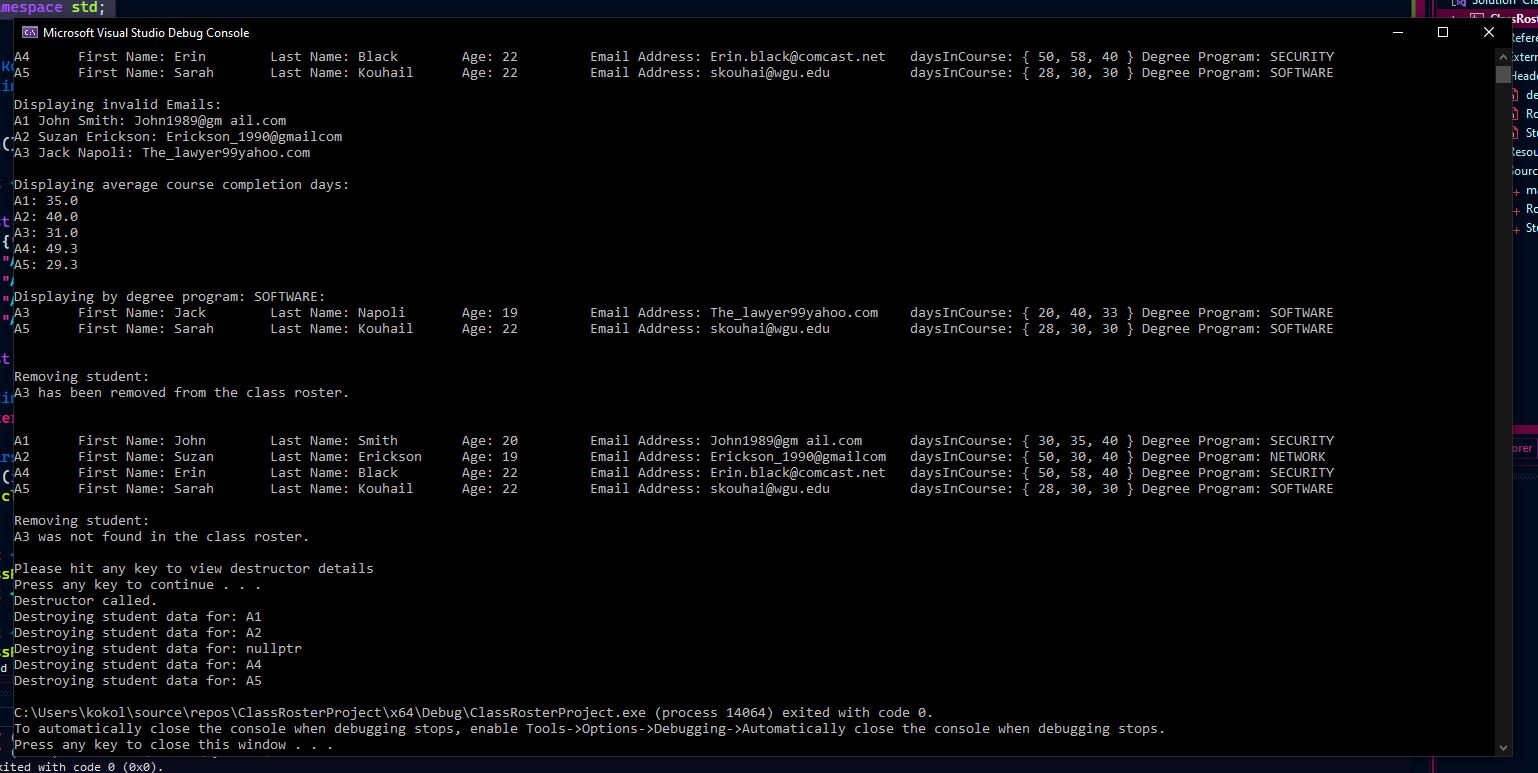 mespace std;
Microsoft Visual Studio Debug Console
A4 First Name: Erin Last Name: Black Age: 22 Email Address: Erin.black@comcast.net daysInCourse: { 50, 58, 40 } Degree Program: SECURITY
A5 First Name: Sarah Last Name: Kouhail Age: 22 Email Address: skouhai@wgu.edu daysInCourse: { 28, 30, 30 } Degree Program: SOFTWARE
Displaying invalid Emails:
A1 John Smith: John1989@gm ail.com
A2 Suzan Erickson: Erickson_1990@gmailcom
A3 Jack Napoli: The_lawyer99yahoo.com
Displaying average course completion days:
A1: 35.0
A2: 40.0
A3: 31.0
A4: 49.3
A5: 29.3
Displaying by degree program: SOFTWARE:
A3 First Name: Jack Last Name: Napoli Age: 19 Email Address: The_lawyer99yahoo.com daysInCourse: { 20, 40, 33 } Degree Program: SOFTWARE
A5 First Name: Sarah Last Name: Kouhail Age: 22 Email Address: skouhai@wgu.edu daysInCourse: { 28, 30, 30 } Degree Program: SOFTWARE
Removing student:
A3 has been removed from the class roster.
A1 First Name: John Last Name: Smith Age: 20 Email Address: John1989@gm ail.com daysInCourse: { 30, 35, 40 } Degree Program: SECURITY
A2 First Name: Suzan Last Name: Erickson Age: 19 Email Address: Erickson_1990@gmailcom daysInCourse: { 50, 30, 40 } Degree Program: NETWORK
A4 First Name: Erin Last Name: Black Age: 22 Email Address: Erin.black@comcast.net daysInCourse: { 50, 58, 40 } Degree Program: SECURITY
A5 First Name: Sarah Last Name: Kouhail Age: 22 Email Address: skouhai@wgu.edu daysInCourse: { 28, 30, 30 } Degree Program: SOFTWARE
Removing student:
A3 was not found in the class roster.
Please hit any key to view destructor details
Press any key to continue . . .
Destructor called.
Destroying student data for: A1
Destroying student data for: A2
Destroying student data for: nullptr
Destroying student data for: A4
Destroying student data for: A5
C:\Users\kokol\source\repos\ClassRosterProject\x64\Debug\ClassRosterProject.exe (process 14064) exited with code 0.
To automatically close the console when debugging stops, enable Tools->Options->Debugging->Automatically close the console when debugging stops.
Press any key to close this window . . .
xited with code 0 (0x0).